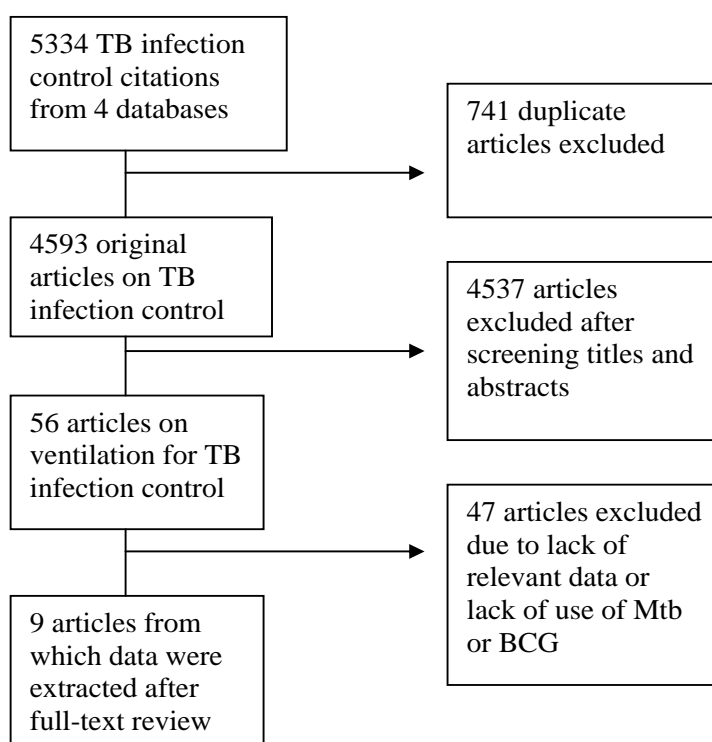 5334 TB infection
control citations
from 4 databases
741 duplicate
articles excluded
4593 original
articles on TB
infection control
4537 articles
excluded after
screening titles and
abstracts
56 articles on
ventilation for TB
infection control
47 articles excluded
due to lack of
relevant data or
lack of use of Mtb
or BCG
9 articles from
which data were
extracted after
full-text review